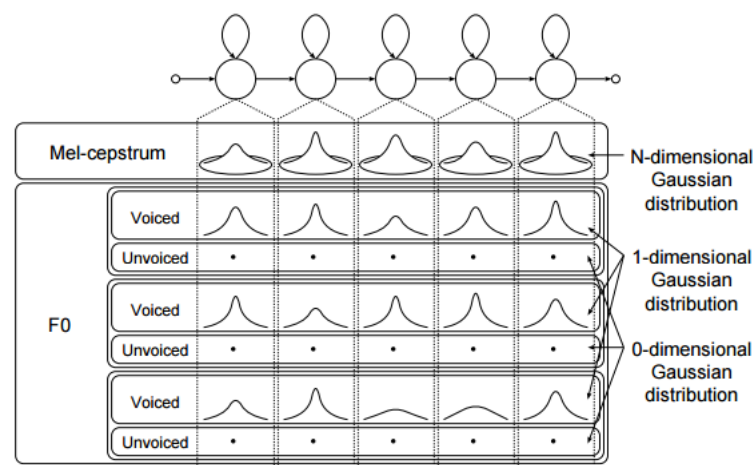 Mel-cepstrum
N-dimensional
Gaussian
distribution
F0
Voiced
Unvoiced
Voiced
Unvoiced
Voiced
Unvoiced
1-dimensional
Gaussian
distribution
0-dimensional
Gaussian
distribution